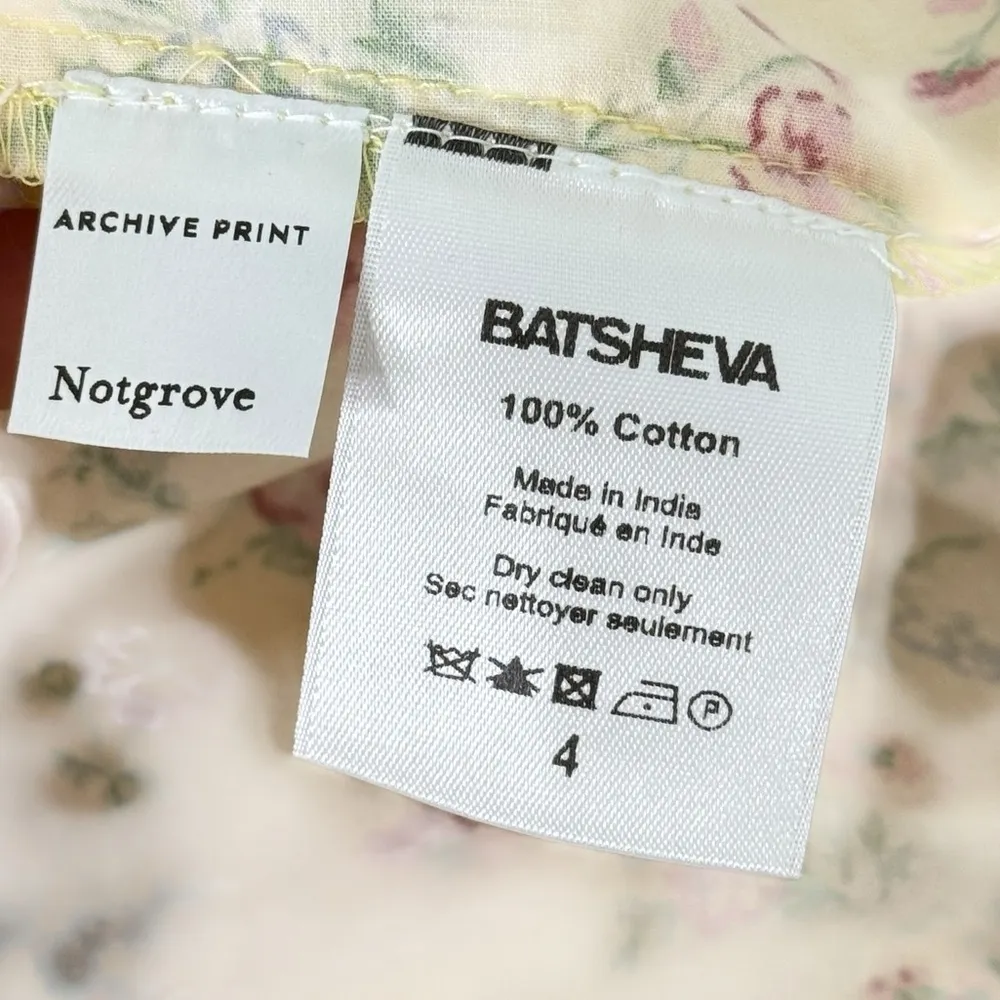 ARCHIVE PRINT
Notgrove
BATSHEVA
100% Cotton
Made in India
Fabriqué en Inde
Dry clean only
Sec nettoyer seulement
P
4